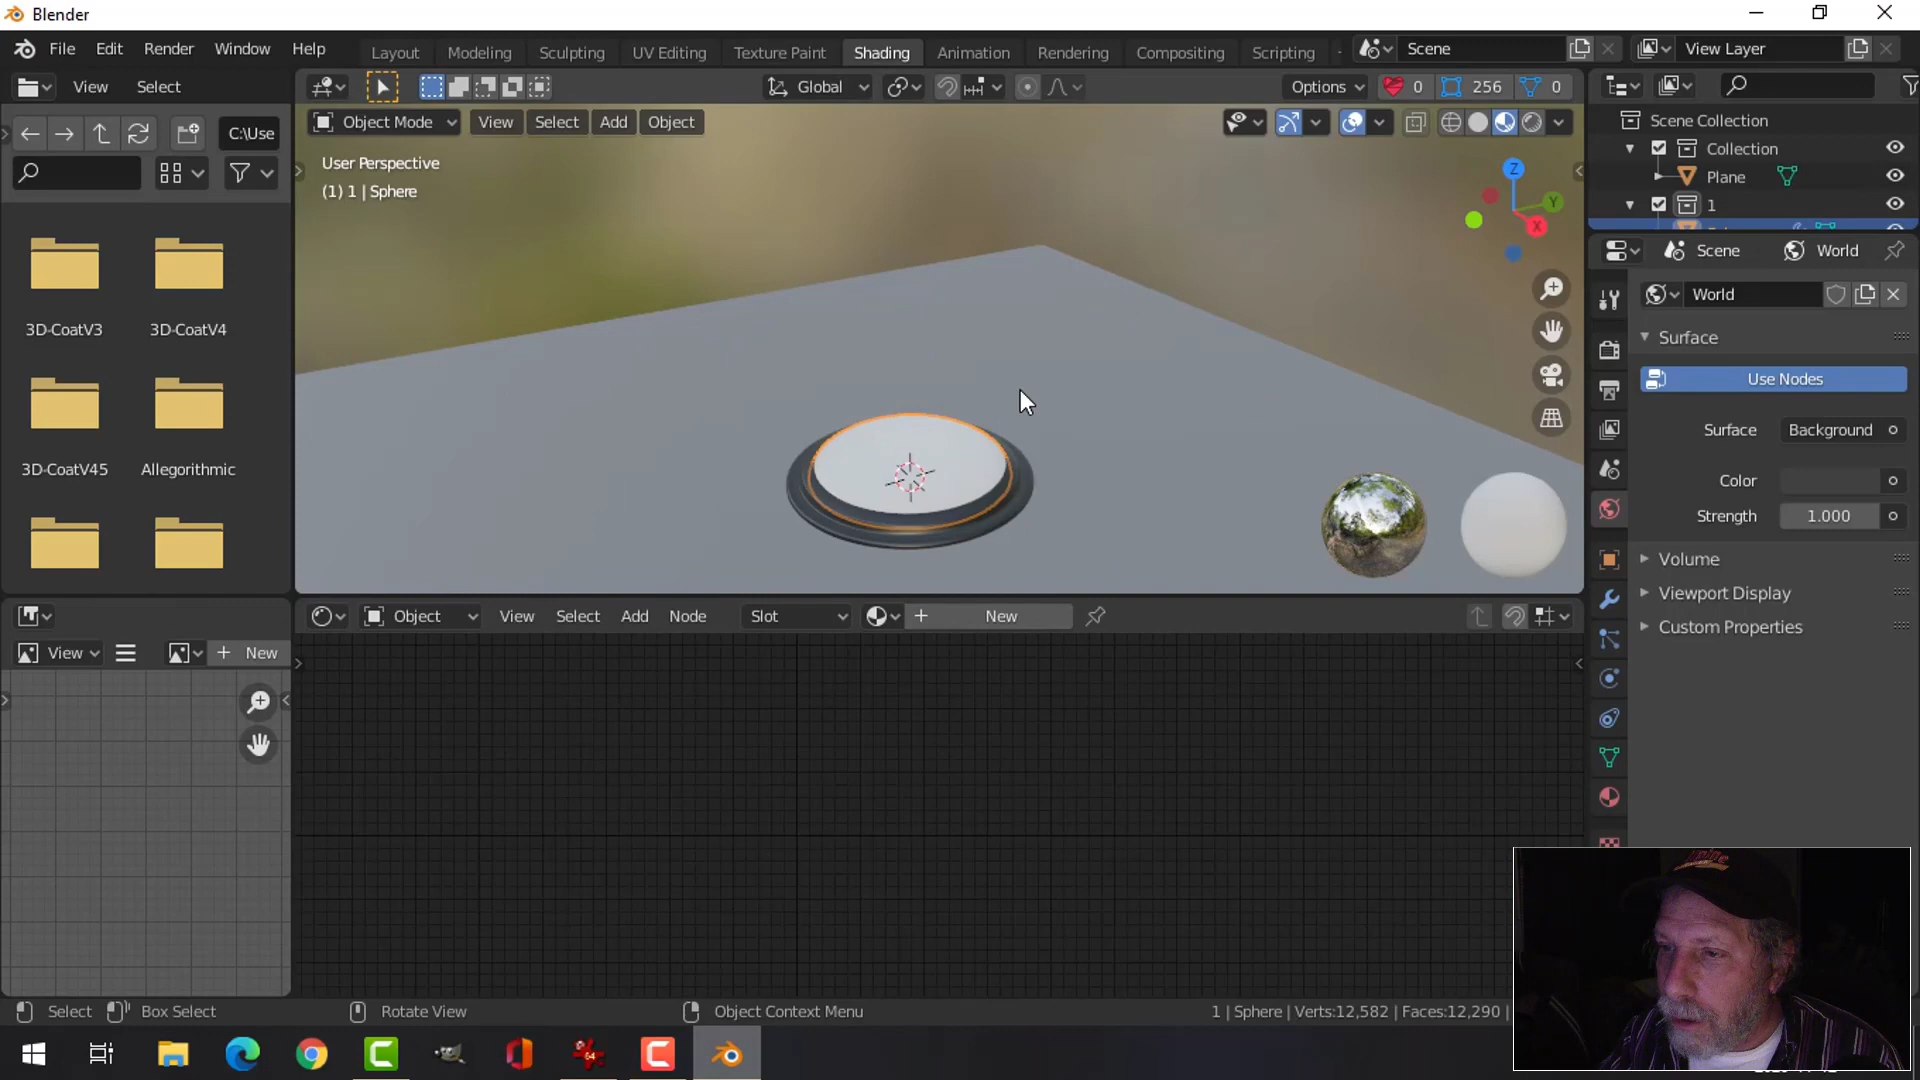 Blender
File Edit Render Window Help
Layout Modeling Sculpting UV Editing Texture Paint Shading Animation Rendering Compositing Scripting
Scene
View Layer
View Select
Global
Options
0 256 0
C:\Use
Object Mode View Select Add Object
User Perspective
(1) 1 | Sphere
Z
Y
X
Scene Collection
Collection
Plane
1
Scene World
World
Surface
Use Nodes
Surface Background
Color
Strength 1.000
Volume
Viewport Display
Custom Properties
3D-CoatV3 3D-CoatV4
3D-CoatV45 Allegorithmic
Object View Select Add Node Slot New
View New
Select Box Select Rotate View Object Context Menu
1 | Sphere | Verts:12,582 | Faces:12,290 |
64